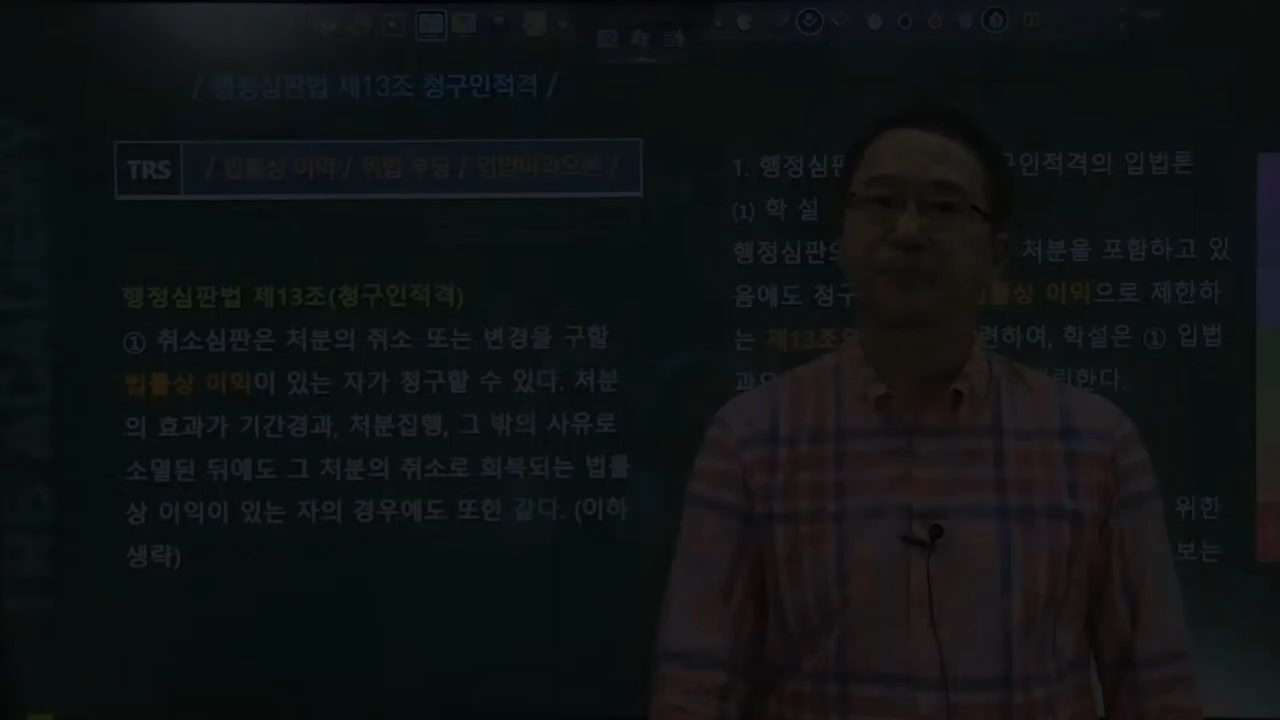 / 행정심판법 제13조 청구인적격 /
TRS / 법률상 이익 / 위법 부당 / 입법비과오론 /
행정심판법 제13조(청구인적격)
① 취소심판은 처분의 취소 또는 변경을 구할
법률상 이익이 있는 자가 청구할 수 있다. 처분
의 효과가 기간경과, 처분집행, 그 밖의 사유로
소멸된 뒤에도 그 처분의 취소로 회복되는 법률
상 이익이 있는 자의 경우에도 또한 같다. (이하
생략)
1. 행정심판 구인적격의 입법론
(1) 학 설
행정심판의 처분을 포함하고 있
음에도 청구 법률상 이익으로 제한하
는 제13조의 련하여, 학설은 ① 입법
과오 립한다.
위한
보는